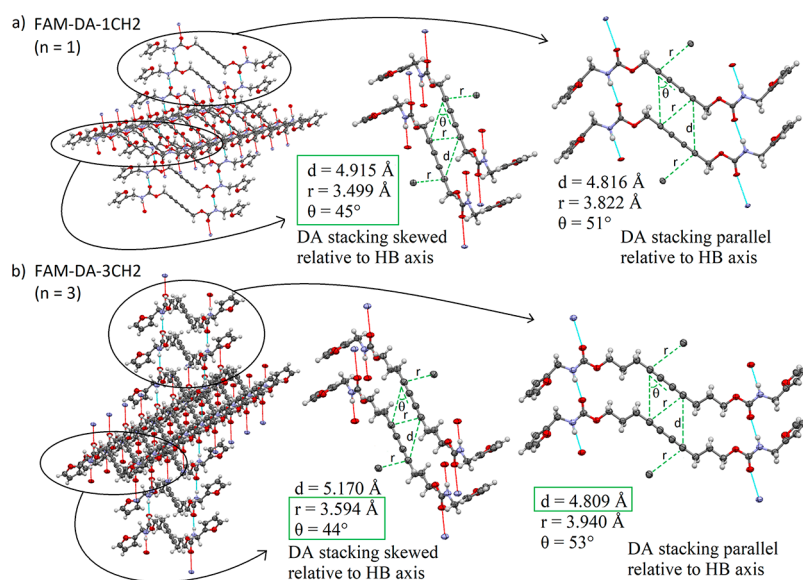 a) FAM-DA-1CH2
(n = 1)
r
θ
r
d
r
d = 4.915 Å
r = 3.499 Å
θ = 45°
DA stacking skewed
relative to HB axis
r
θ
r
d
r
d = 4.816 Å
r = 3.822 Å
θ = 51°
DA stacking parallel
relative to HB axis
b) FAM-DA-3CH2
(n = 3)
r
θ
r
d
r
d = 5.170 Å
r = 3.594 Å
θ = 44°
DA stacking skewed
relative to HB axis
r
θ
r
d
r
d = 4.809 Å
r = 3.940 Å
θ = 53°
DA stacking parallel
relative to HB axis